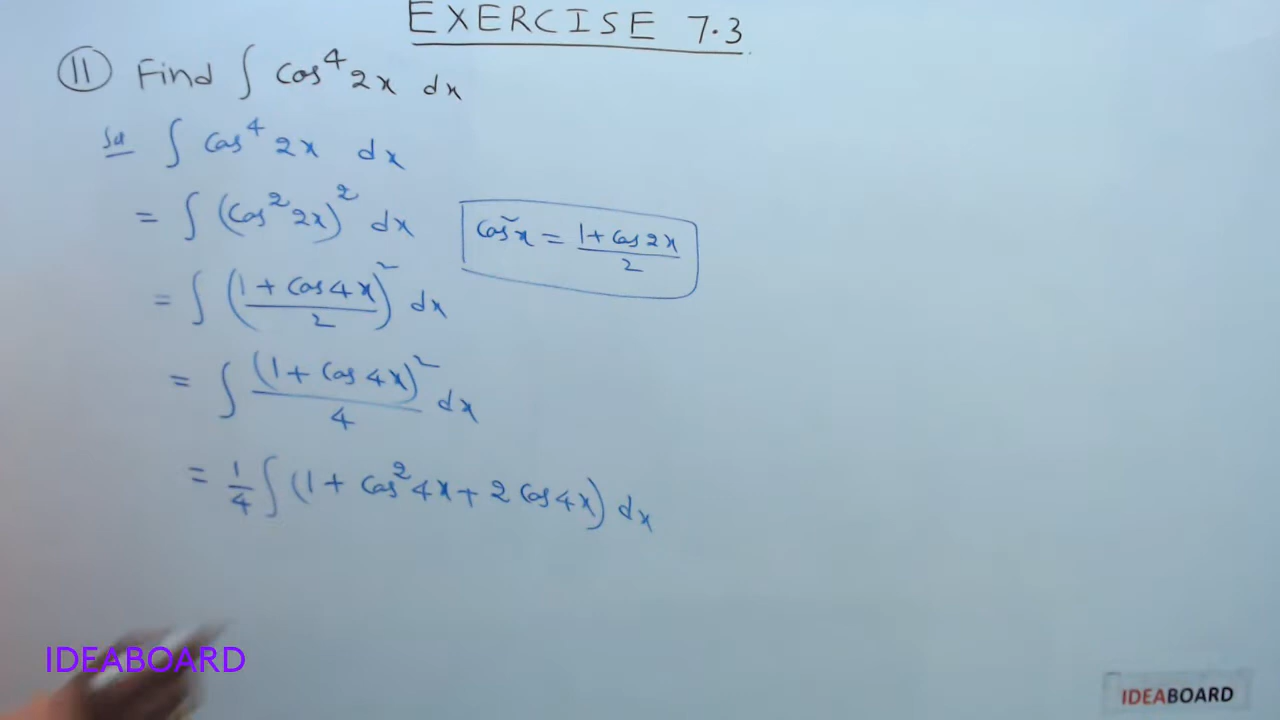 EXERCISE 7.3
(11) Find ∫ cos⁴ 2x dx
Sol ∫ cos⁴ 2x dx
= ∫ (cos² 2x)² dx
cos²x = (1 + cos 2x)/2
= ∫ ((1 + cos 4x)/2)² dx
= ∫ (1 + cos 4x)²/4 dx
= 1/4 ∫ (1 + cos² 4x + 2 cos 4x) dx
IDEABOARD
IDEABOARD